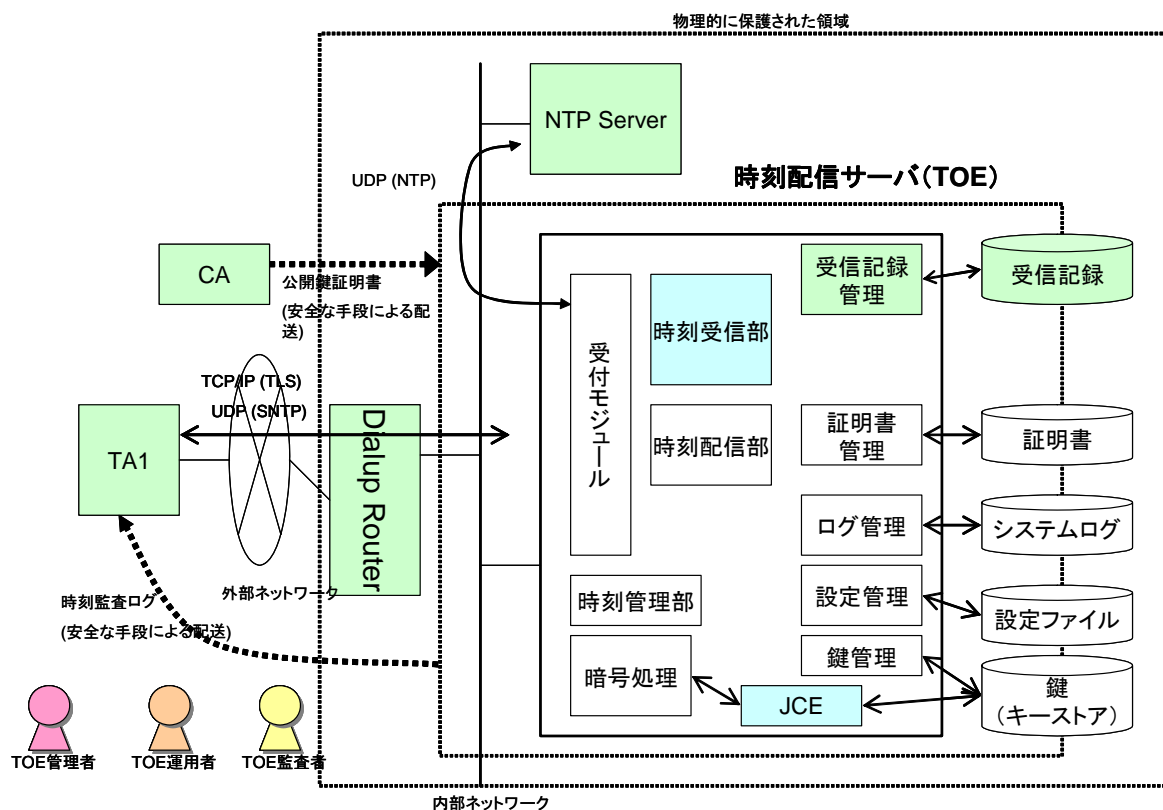 物理的に保護された領域
NTP Server
UDP (NTP)
時刻配信サーバ(TOE)
CA
公開鍵証明書
(安全な手段による配
送)
受付モジュール
時刻受信部
受信記録
管理
受信記録
TCP/IP (TLS)
UDP (SNTP)
TA1
Dialup Router
時刻配信部
証明書
管理
証明書
ログ管理
システムログ
外部ネットワーク
時刻監査ログ
(安全な手段による配送)
時刻管理部
設定管理
設定ファイル
暗号処理
鍵管理
JCE
鍵
(キーストア)
TOE管理者
TOE運用者
TOE監査者
内部ネットワーク